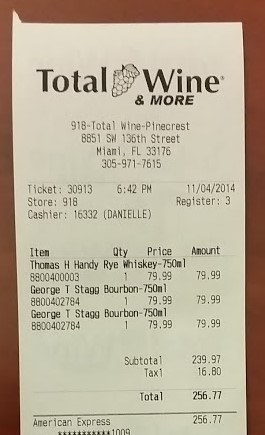 Total Wine
& MORE
918-Total Wine-Pinecrest
8851 SW 136th Street
Miami, FL 33176
305-971-7615
Ticket: 30913 6:42 PM 11/04/2014
Store: 918 Register: 3
Cashier: 16332 (DANIELLE)
Item Qty Price Amount
Thomas H Handy Rye Whiskey-750ml
8800400003 1 79.99 79.99
George T Stagg Bourbon-750ml
8800402784 1 79.99 79.99
George T Stagg Bourbon-750ml
8800402784 1 79.99 79.99
Subtotal 239.97
Tax1 16.80
Total 256.77
American Express 256.77
***********1009